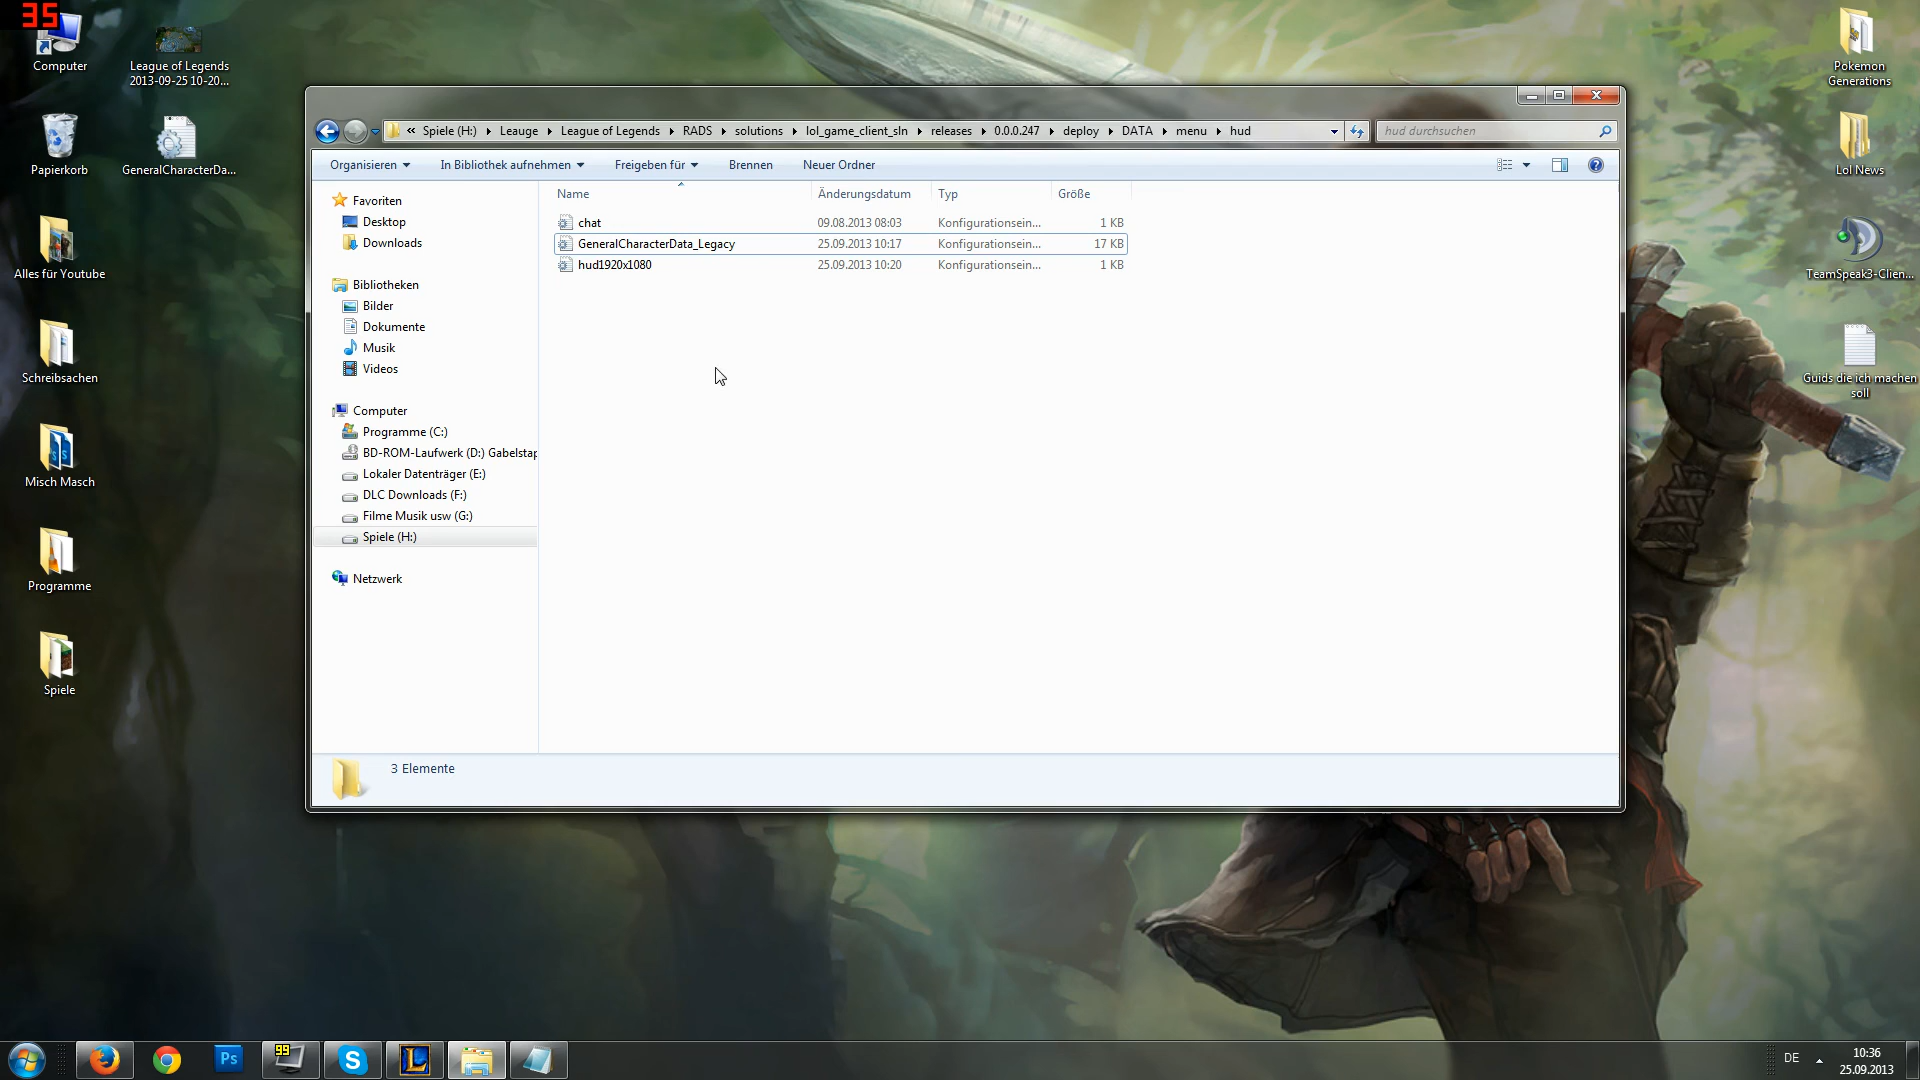 35
Computer
League of Legends
2013-09-25 10-20...
Papierkorb
GeneralCharacterDa...
Alles für Youtube
Schreibsachen
Misch Masch
Programme
Spiele
Pokemon
Generations
Lol News
TeamSpeak3-Clien...
Guids die ich machen
soll
« Spiele (H:) Leauge League of Legends RADS solutions lol_game_client_sln releases 0.0.0.247 deploy DATA menu hud
hud durchsuchen
Organisieren In Bibliothek aufnehmen Freigeben für Brennen Neuer Ordner
Favoriten
Desktop
Downloads
Bibliotheken
Bilder
Dokumente
Musik
Videos
Computer
Programme (C:)
BD-ROM-Laufwerk (D:) Gabelstap
Lokaler Datenträger (E:)
DLC Downloads (F:)
Filme Musik usw (G:)
Spiele (H:)
Netzwerk
Name Änderungsdatum Typ Größe
chat 09.08.2013 08:03 Konfigurationsein... 1 KB
GeneralCharacterData_Legacy 25.09.2013 10:17 Konfigurationsein... 17 KB
hud1920x1080 25.09.2013 10:20 Konfigurationsein... 1 KB
3 Elemente
Ps
99
S
L
DE
10:36
25.09.2013